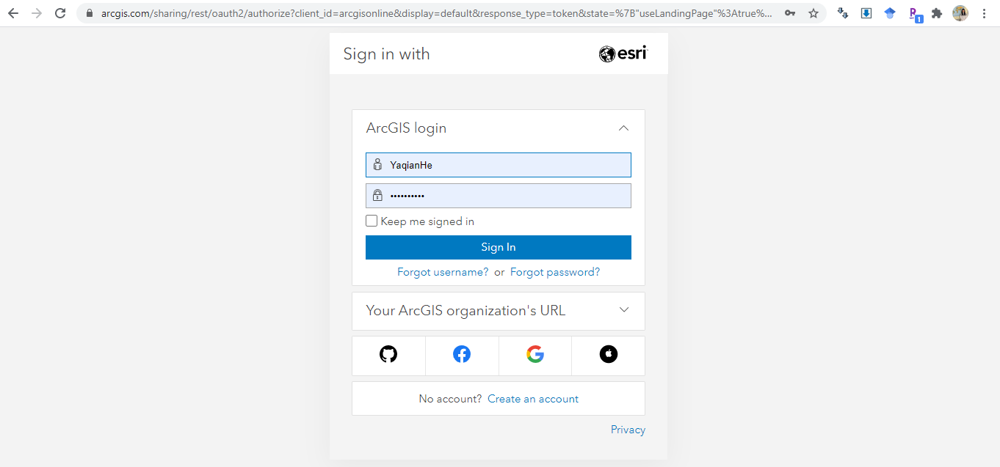 arcgis.com/sharing/rest/oauth2/authorize?client_id=arcgisonline&display=default&response_type=token&state=%7B"useLandingPage"%3Atrue%...
1
Sign in with
esri
ArcGIS login
YaqianHe
••••••••••
Keep me signed in
Sign In
Forgot username? or Forgot password?
Your ArcGIS organization's URL
No account? Create an account
Privacy